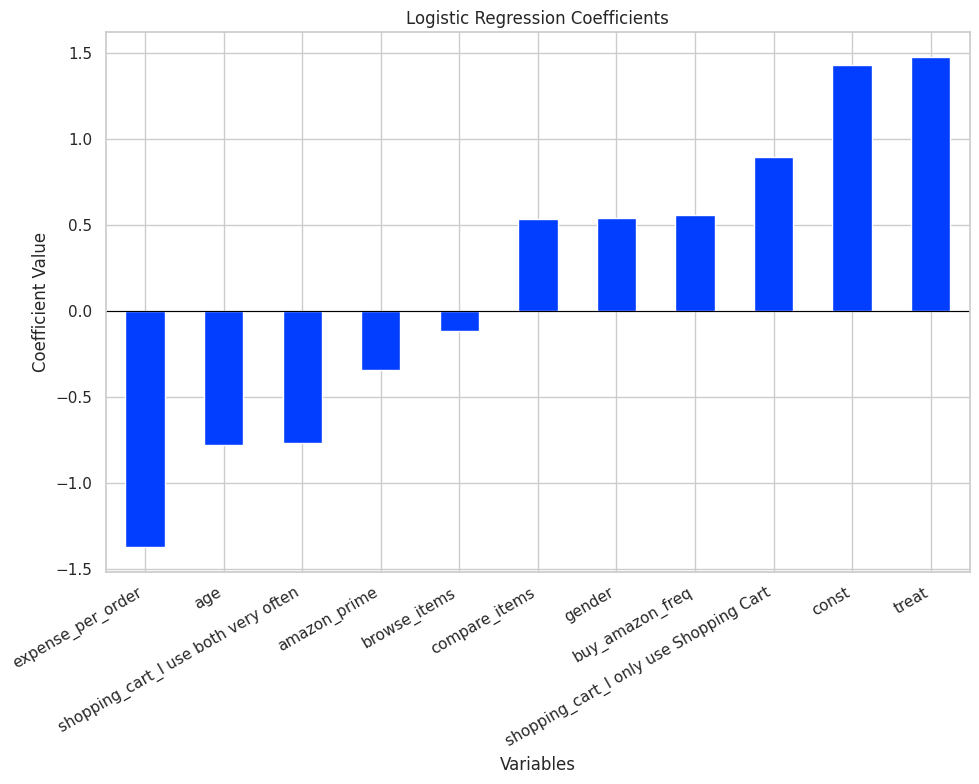 Logistic Regression Coefficients
Coefficient Value
1.5
1.0
0.5
0.0
−0.5
−1.0
−1.5
expense_per_order
age
shopping_cart_I use both very often
amazon_prime
browse_items
compare_items
gender
buy_amazon_freq
shopping_cart_I only use Shopping Cart
const
treat
Variables